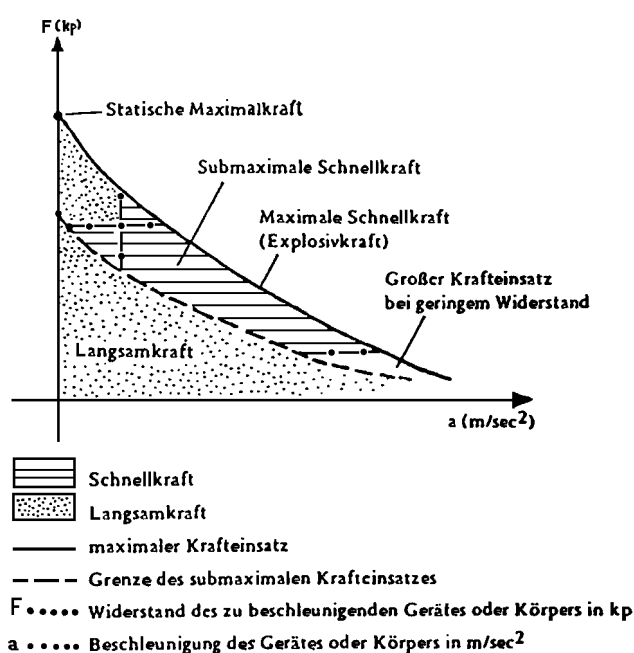 F (kp)
Statische Maximalkraft
Submaximale Schnellkraft
Maximale Schnellkraft
(Explosivkraft)
Großer Krafteinsatz
bei geringem Widerstand
Langsamkraft
a (m/sec²)
Schnellkraft
Langsamkraft
maximaler Krafteinsatz
Grenze des submaximalen Krafteinsatzes
F ••••• Widerstand des zu beschleunigenden Gerätes oder Körpers in kp
a ••••• Beschleunigung des Gerätes oder Körpers in m/sec²